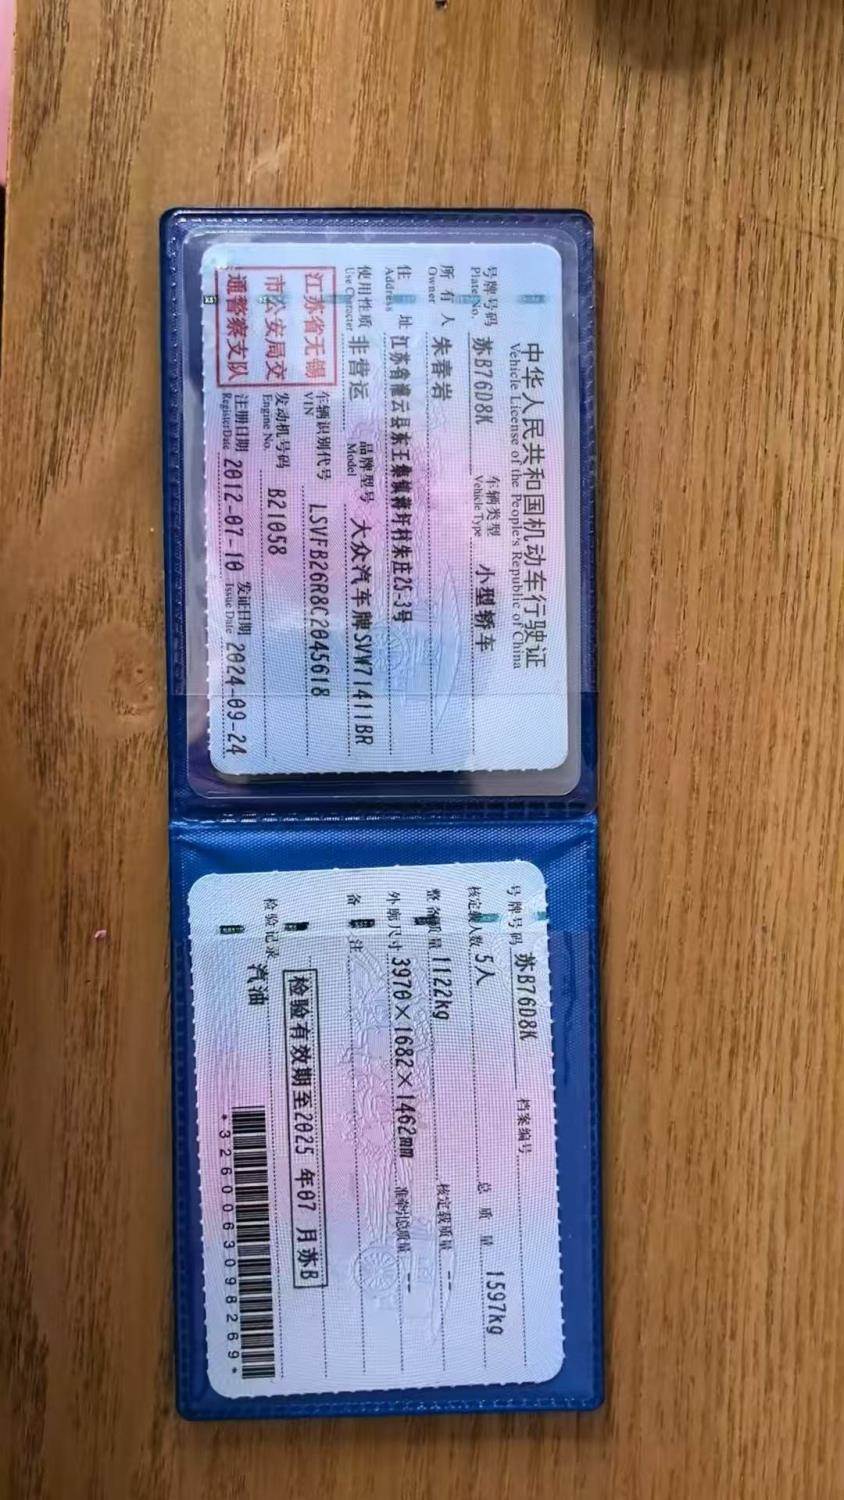 中华人民共和国机动车行驶证
Vehicle License of the People's Republic of China
号牌号码 苏B76D8K 车辆类型 小型轿车
Plate No. Vehicle Type
所有人 朱春岩
Owner
住址 江苏省灌云县东王集镇蒋圩村朱庄25-3号
Address
使用性质 非营运 品牌型号 大众汽车牌SVW71411BR
Use Character Model
江苏省无锡
市公安局交
通警察支队
车辆识别代号 LSVFB26R8C2045618
VIN
发动机号码 B21058
Engine No.
注册日期 2012-07-10 发证日期 2024-09-24
Register Date Issue Date
号牌号码 苏B76D8K 档案编号
核定载人数 5人 总质量 1597kg
整备质量 1122kg 核定载质量 --
外廓尺寸 3970×1682×1462mm 准牵引总质量 --
备注
检验有效期至2025年07月苏B
检验记录 汽油
*3260063098269*